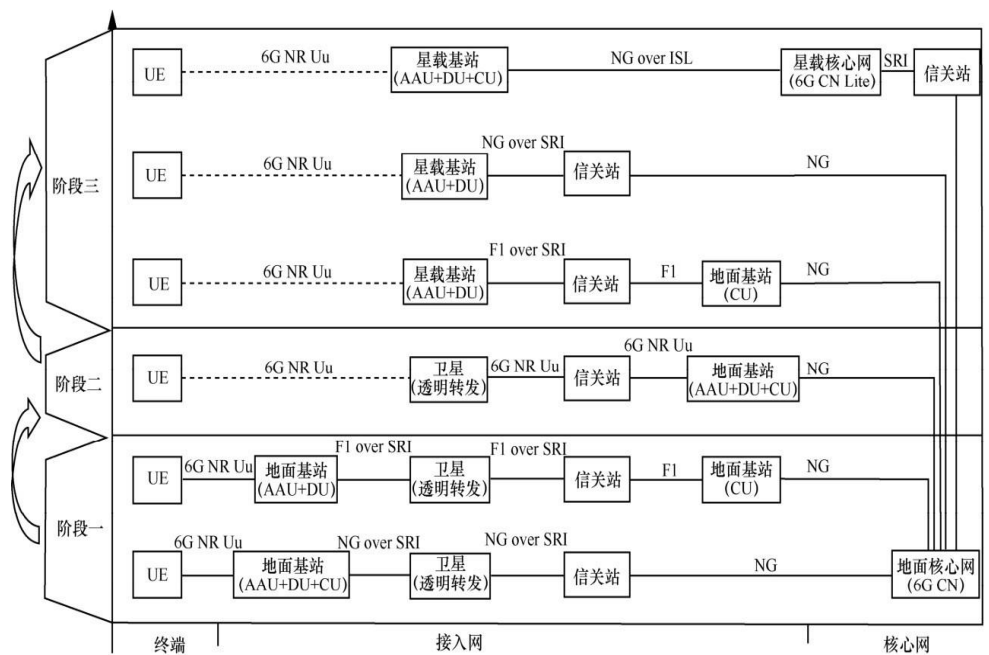 阶段三
UE
6G NR Uu
星载基站
(AAU+DU+CU)
NG over ISL
星载核心网
(6G CN Lite)
SRI
信关站
UE
6G NR Uu
星载基站
(AAU+DU)
NG over SRI
信关站
NG
UE
6G NR Uu
星载基站
(AAU+DU)
F1 over SRI
信关站
F1
地面基站
(CU)
NG
阶段二
UE
6G NR Uu
卫星
(透明转发)
6G NR Uu
信关站
6G NR Uu
地面基站
(AAU+DU+CU)
NG
阶段一
UE
6G NR Uu
地面基站
(AAU+DU)
F1 over SRI
卫星
(透明转发)
F1 over SRI
信关站
F1
地面基站
(CU)
NG
UE
6G NR Uu
地面基站
(AAU+DU+CU)
NG over SRI
卫星
(透明转发)
NG over SRI
信关站
NG
地面核心网
(6G CN)
终端
接入网
核心网